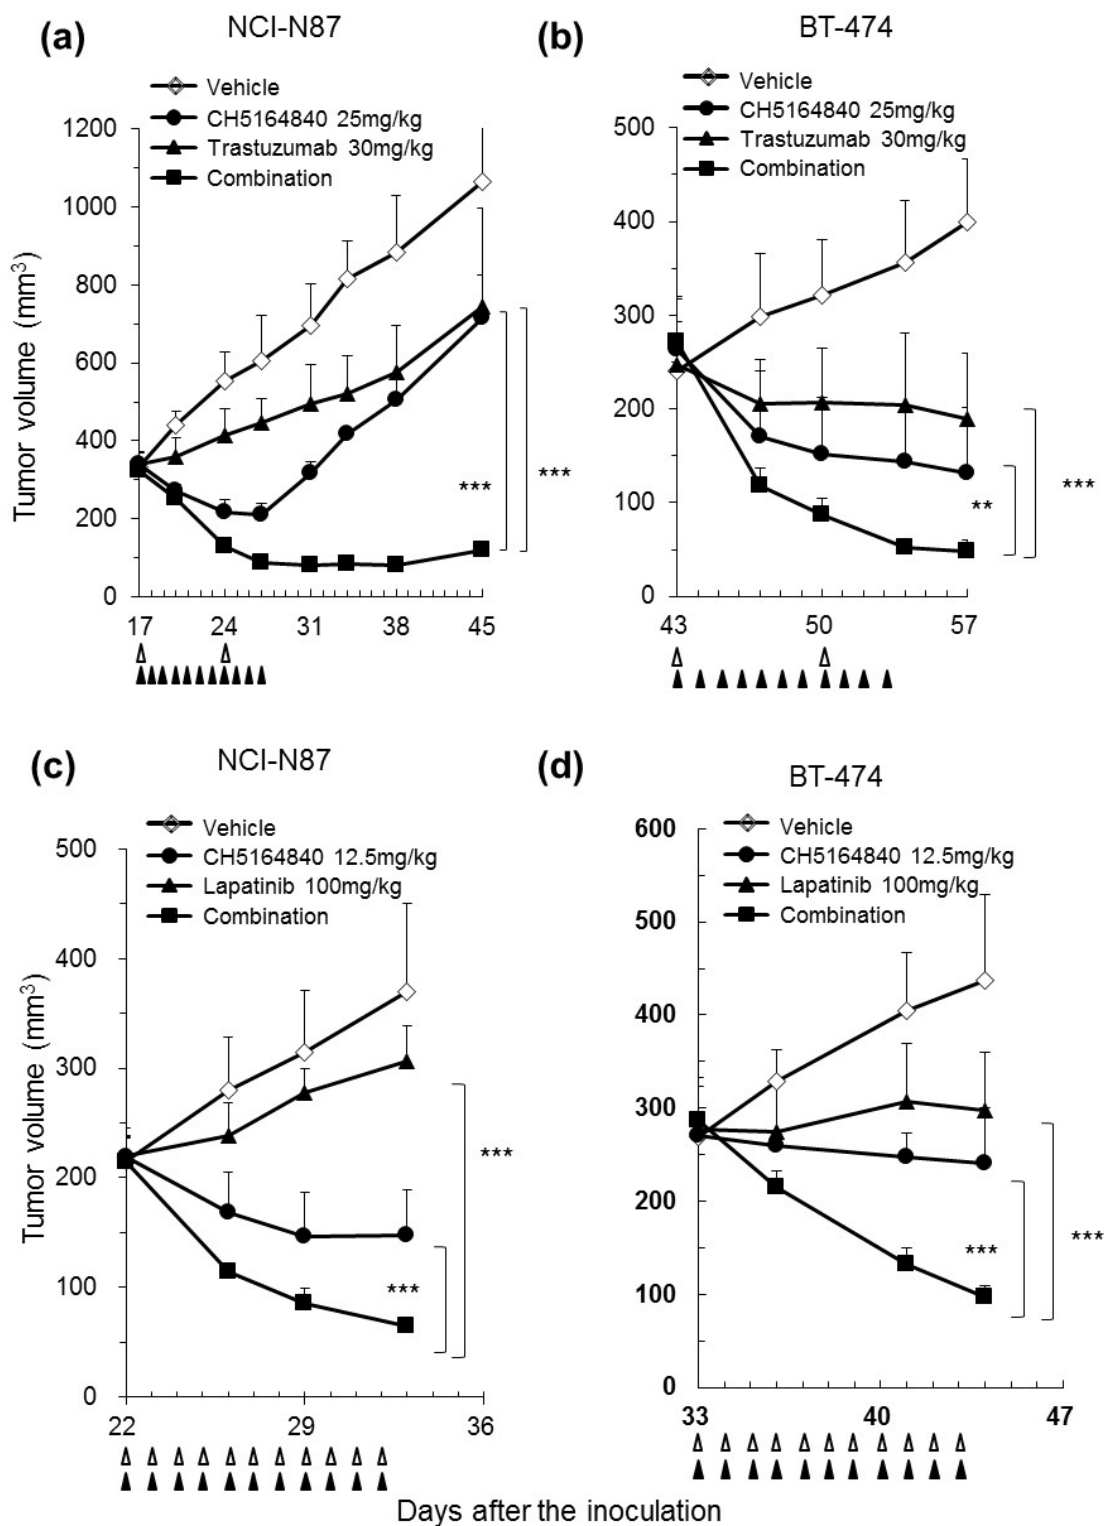 (a)
NCI-N87
Vehicle
CH5164840 25mg/kg
Trastuzumab 30mg/kg
Combination
Tumor volume (mm³)
1200
1000
800
600
400
200
0
***
***
17 24 31 38 45
(b)
BT-474
Vehicle
CH5164840 25mg/kg
Trastuzumab 30mg/kg
Combination
500
400
300
200
100
0
**
***
43 50 57
(c)
NCI-N87
Vehicle
CH5164840 12.5mg/kg
Lapatinib 100mg/kg
Combination
Tumor volume (mm³)
500
400
300
200
100
0
***
***
22 29 36
(d)
BT-474
Vehicle
CH5164840 12.5mg/kg
Lapatinib 100mg/kg
Combination
600
500
400
300
200
100
0
***
***
33 40 47
Days after the inoculation